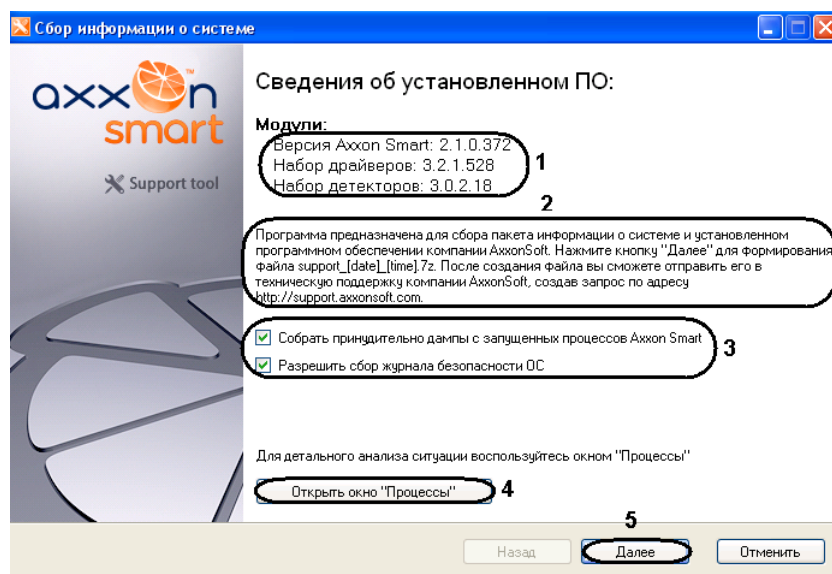 Сбор информации о системе
axxon
smart
Support tool
Сведения об установленном ПО:
Модули:
Версия Axxon Smart: 2.1.0.372
Набор драйверов: 3.2.1.528
Набор детекторов: 3.0.2.18
1
2
Программа предназначена для сбора пакета информации о системе и установленном
программном обеспечении компании AxxonSoft. Нажмите кнопку "Далее" для формирования
файла support_[date]_[time].7z. После создания файла вы сможете отправить его в
техническую поддержку компании AxxonSoft, создав запрос по адресу
http://support.axxonsoft.com.
Собрать принудительно дампы с запущенных процессов Axxon Smart
Разрешить сбор журнала безопасности ОС
3
Для детального анализа ситуации воспользуйтесь окном "Процессы"
Открыть окно "Процессы"
4
5
Назад
Далее
Отменить